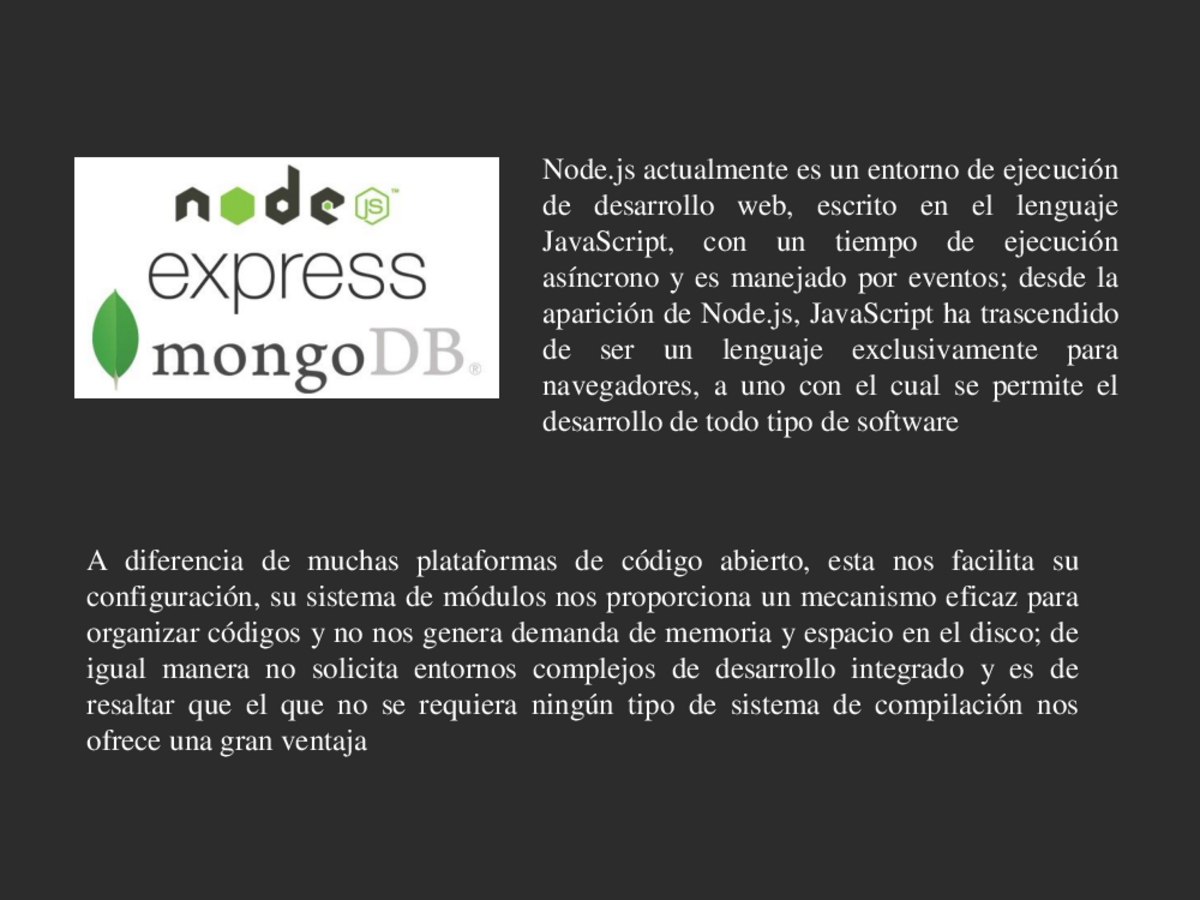 node JS™
express
mongoDB®
Node.js actualmente es un entorno de ejecución
de desarrollo web, escrito en el lenguaje
JavaScript, con un tiempo de ejecución
asíncrono y es manejado por eventos; desde la
aparición de Node.js, JavaScript ha trascendido
de ser un lenguaje exclusivamente para
navegadores, a uno con el cual se permite el
desarrollo de todo tipo de software
A diferencia de muchas plataformas de código abierto, esta nos facilita su
configuración, su sistema de módulos nos proporciona un mecanismo eficaz para
organizar códigos y no nos genera demanda de memoria y espacio en el disco; de
igual manera no solicita entornos complejos de desarrollo integrado y es de
resaltar que el que no se requiera ningún tipo de sistema de compilación nos
ofrece una gran ventaja